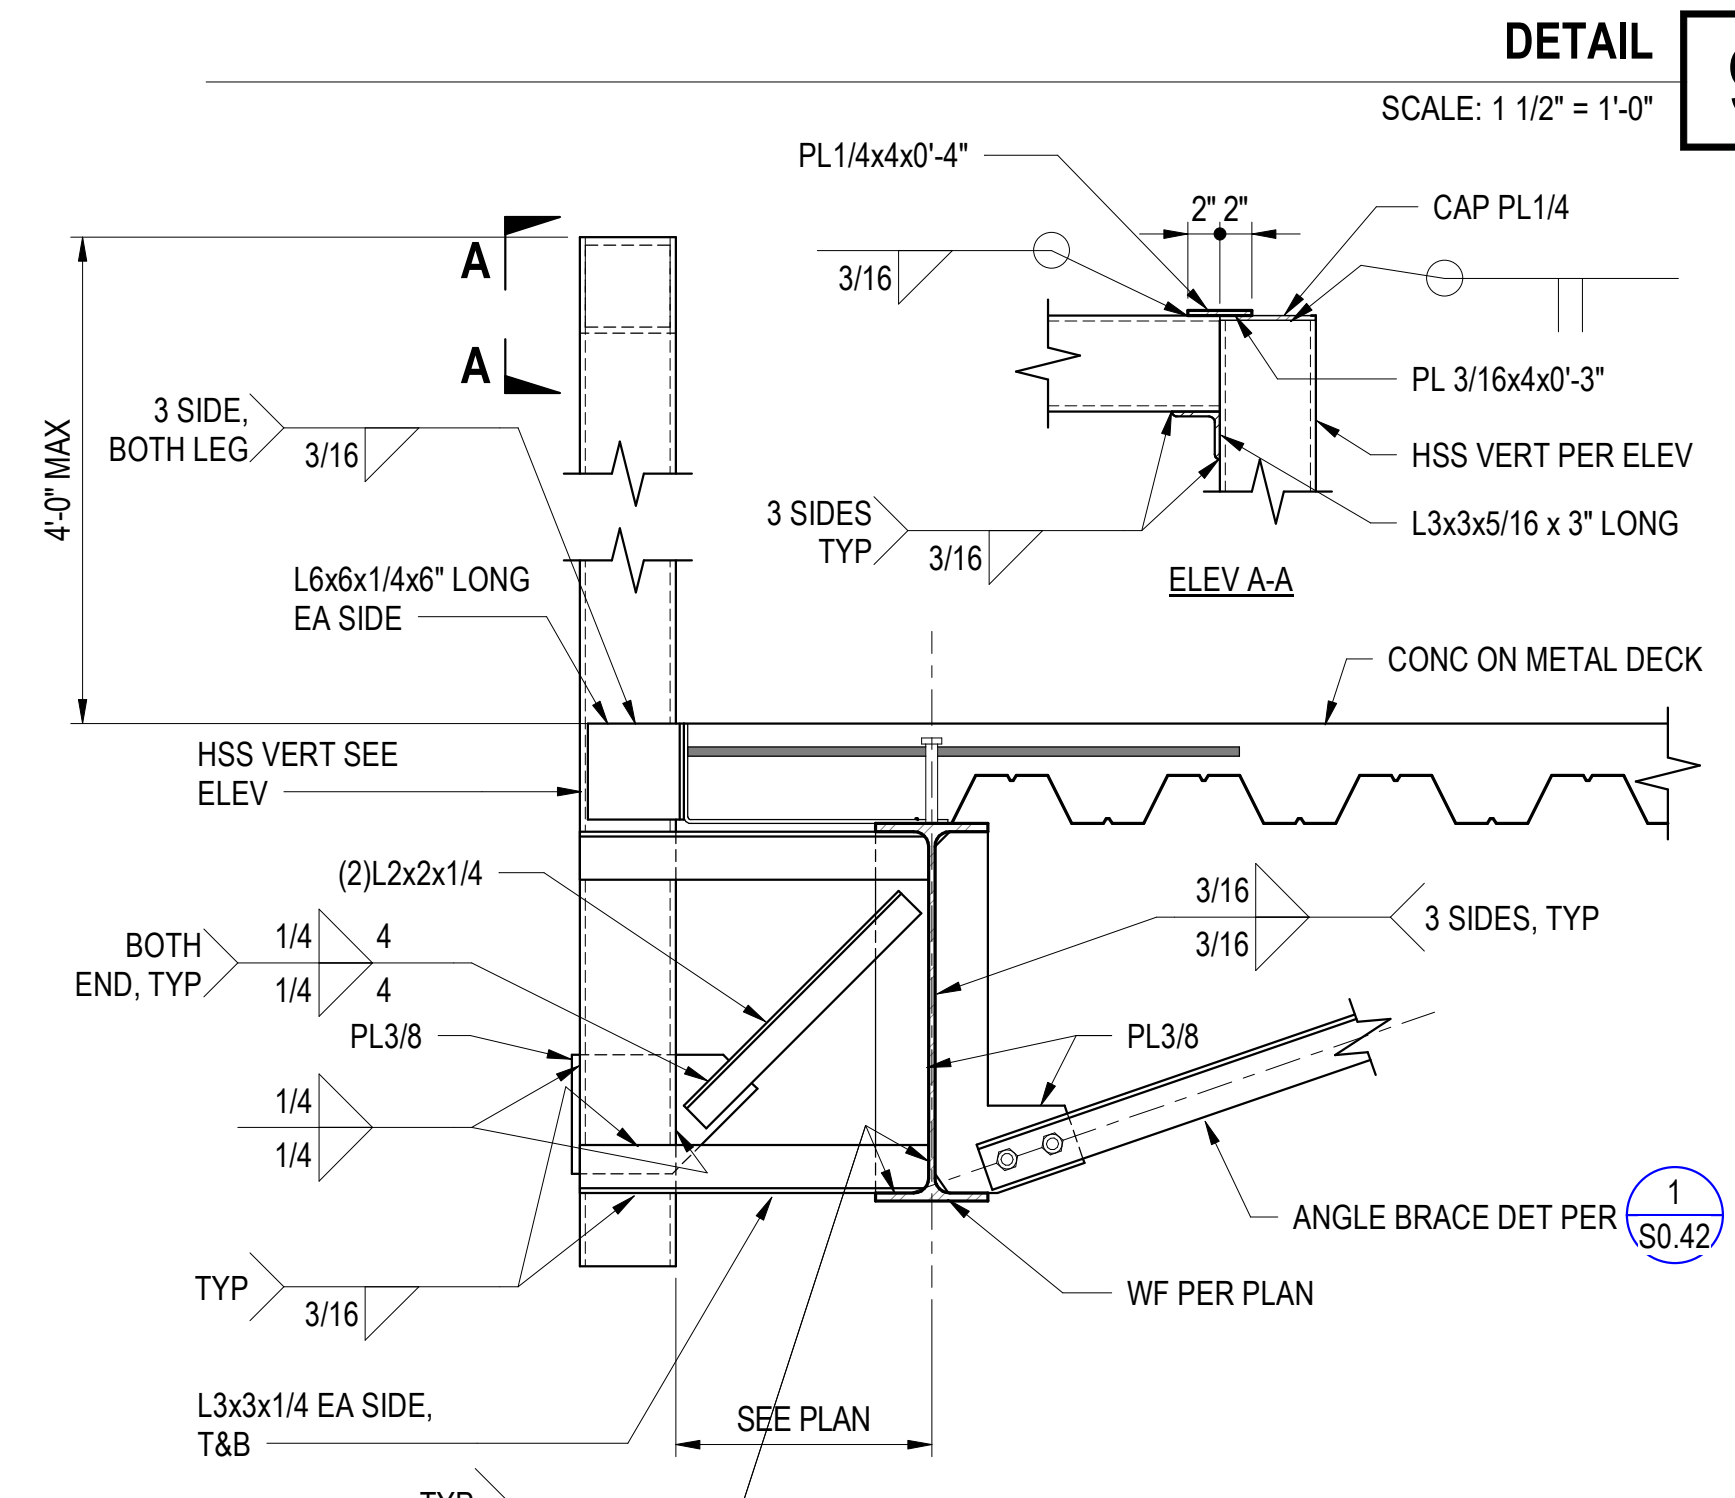 DETAIL
SCALE: 1 1/2" = 1'-0"
PL1/4x4x0'-4"
2" 2"
CAP PL1/4
3/16
A
A
PL 3/16x4x0'-3"
3 SIDE,
BOTH LEG
3/16
4'-0" MAX
HSS VERT PER ELEV
3 SIDES
TYP
3/16
L3x3x5/16 x 3" LONG
ELEV A-A
L6x6x1/4x6" LONG
EA SIDE
CONC ON METAL DECK
HSS VERT SEE
ELEV
(2)L2x2x1/4
3/16
3/16
3 SIDES, TYP
BOTH
END, TYP
1/4 4
1/4 4
PL3/8
PL3/8
1/4
1/4
ANGLE BRACE DET PER
1
S0.42
WF PER PLAN
TYP
3/16
L3x3x1/4 EA SIDE,
T&B
SEE PLAN
TYP